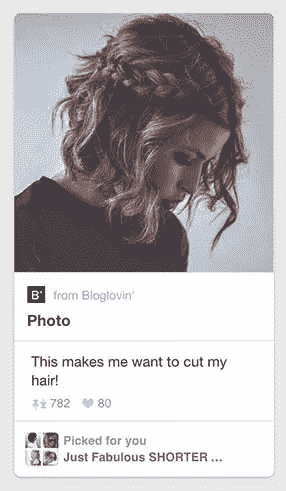 B° from Bloglovin'
Photo
This makes me want to cut my
hair!
782 80
Picked for you
Just Fabulous SHORTER ...